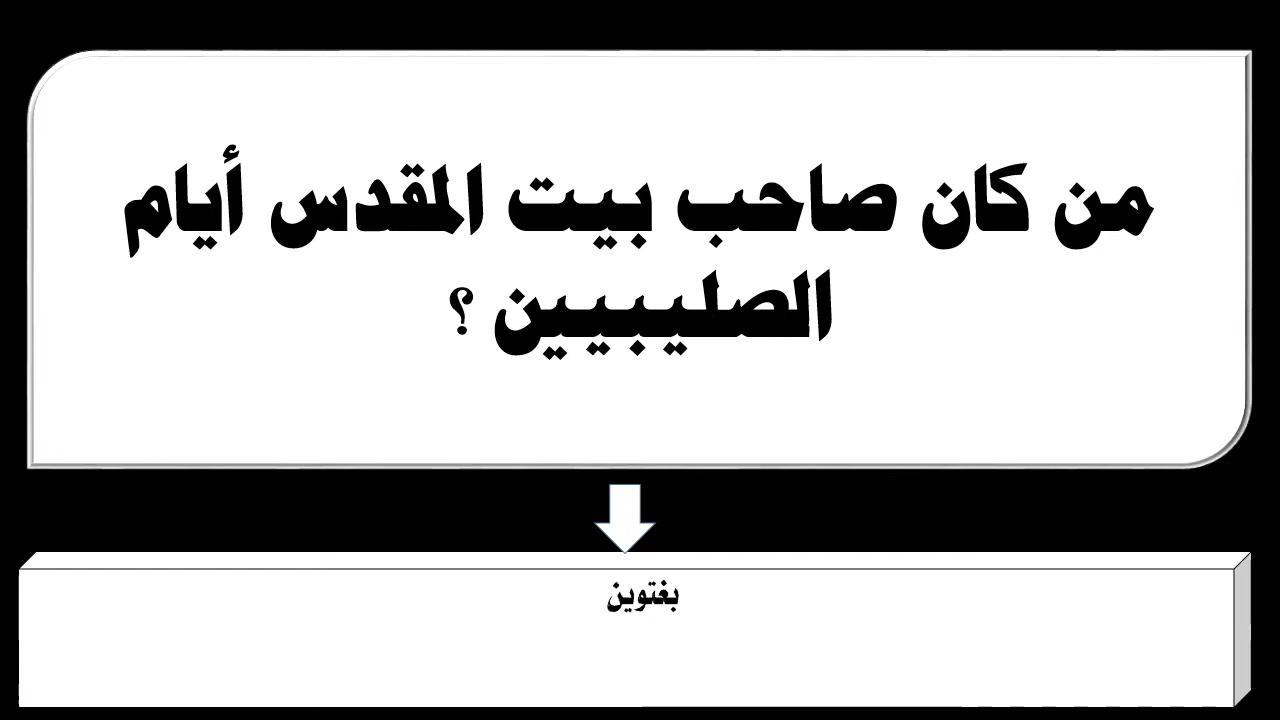 من كان صاحب بيت المقدس أيام
الصليبيين ؟
بغتوين